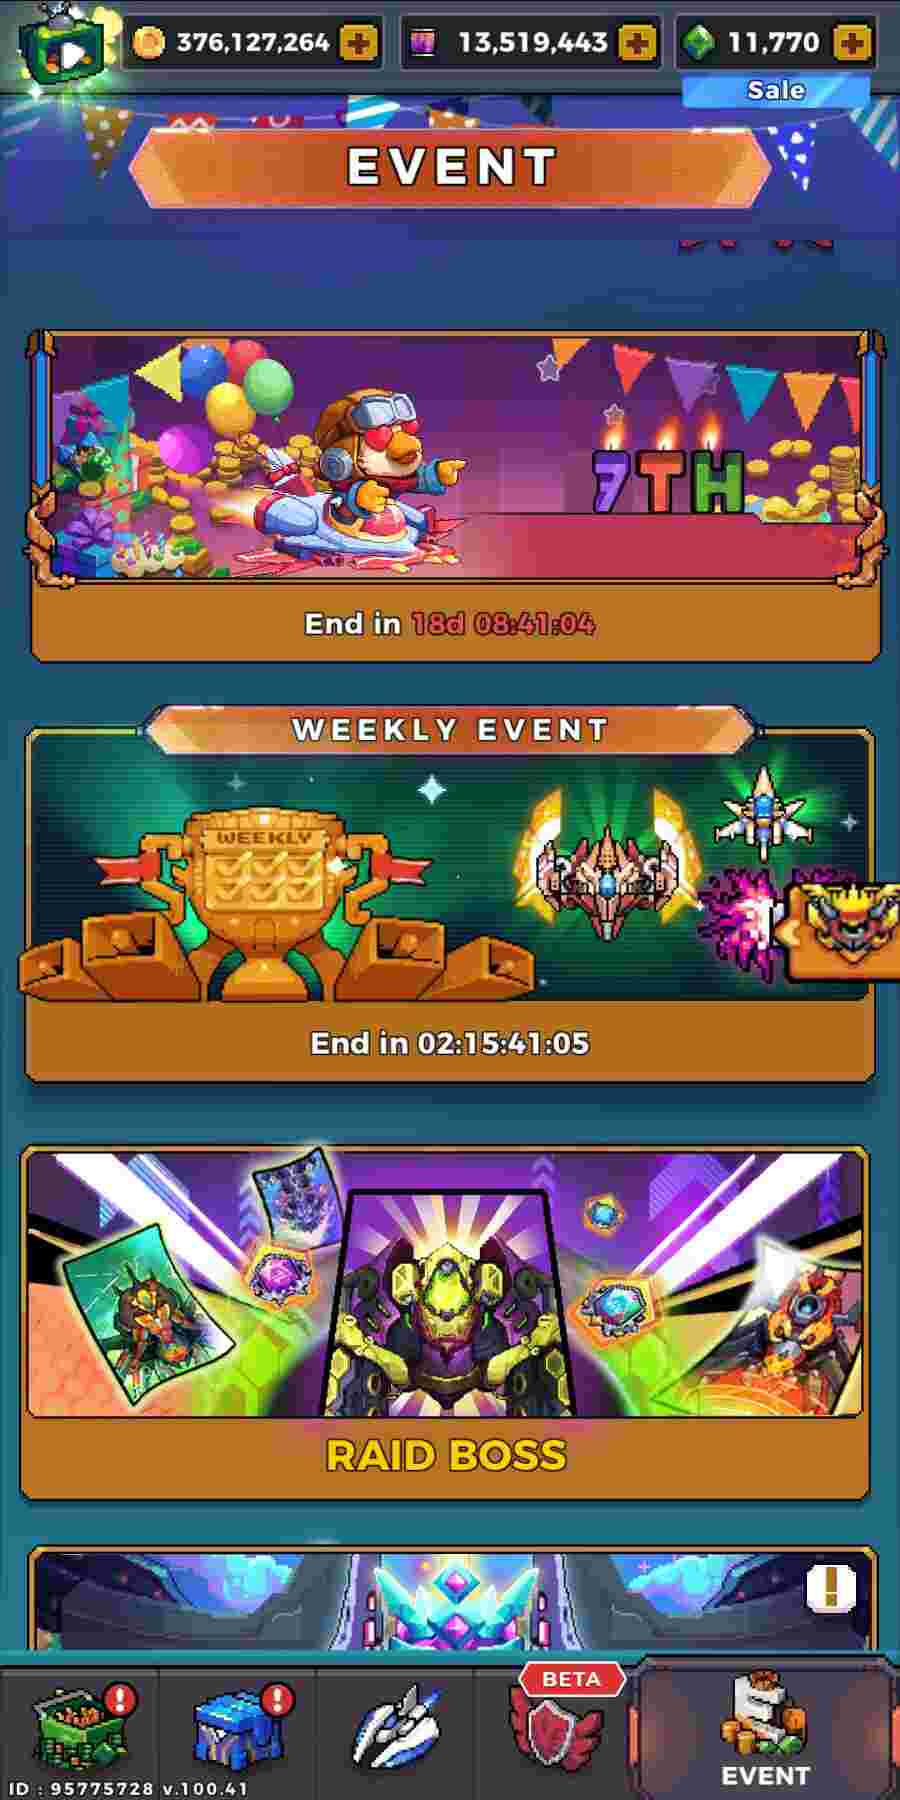 376,127,264
13,519,443
11,770
Sale
EVENT
7TH
End in 18d 08:41:04
WEEKLY EVENT
WEEKLY
End in 02:15:41:05
RAID BOSS
BETA
EVENT
ID : 95775728 v.100.41